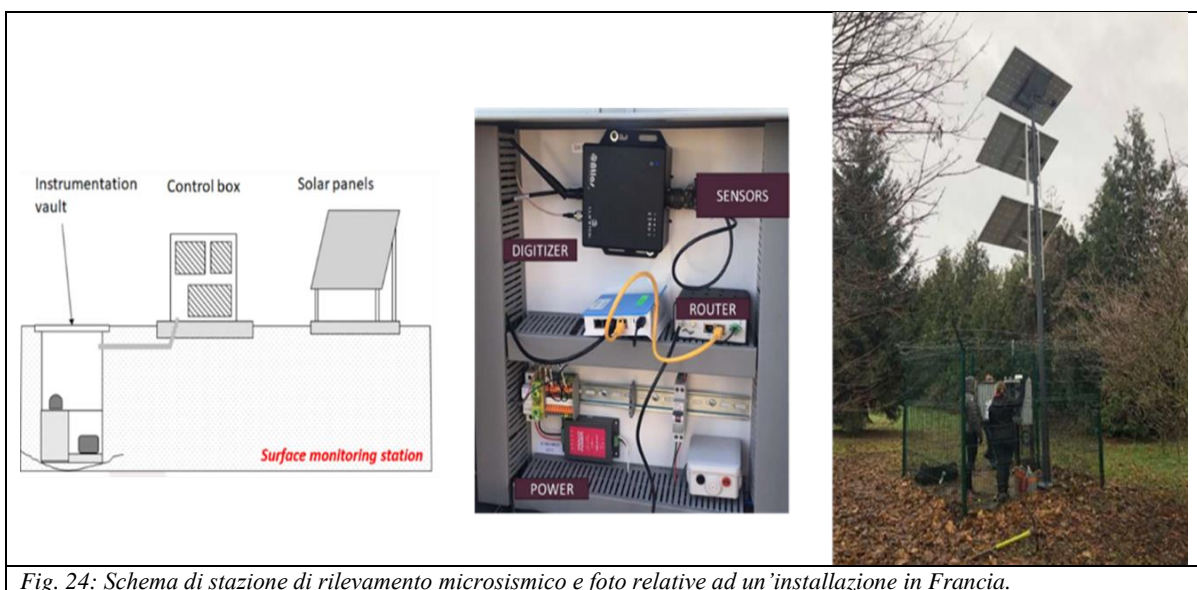 Instrumentation
vault
Control box
Solar panels
Surface monitoring station
SENSORS
DIGITIZER
ROUTER
POWER
Fig. 24: Schema di stazione di rilevamento microsismico e foto relative ad un’installazione in Francia.